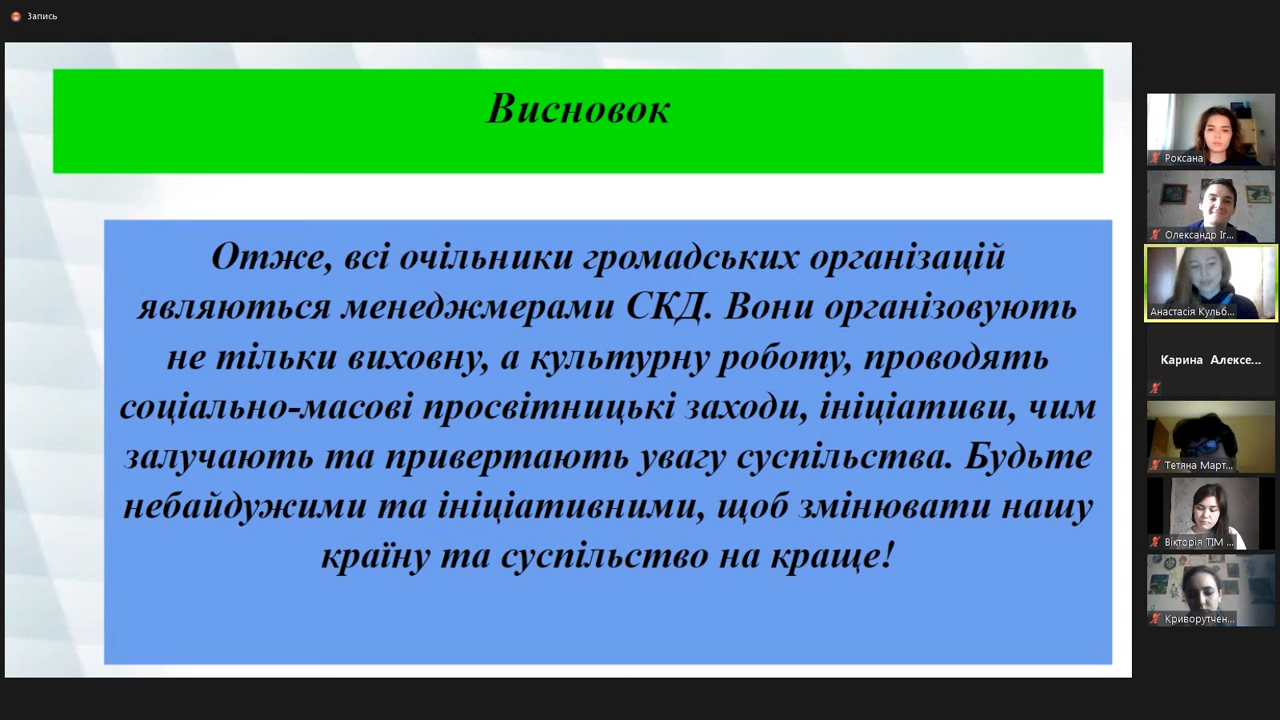 Запись
Висновок
Отже, всі очільники громадських організацій
являються менеджмерами СКД. Вони організовують
не тільки виховну, а культурну роботу, проводять
соціально-масові просвітницькі заходи, ініціативи, чим
залучають та привертають увагу суспільства. Будьте
небайдужими та ініціативними, щоб змінювати нашу
країну та суспільство на краще!
Роксана
Олександр Іг...
Анастасія Кульб...
Карина Алексе...
Тетяна Март...
Вікторія ТІМ ...
Криворутчен...